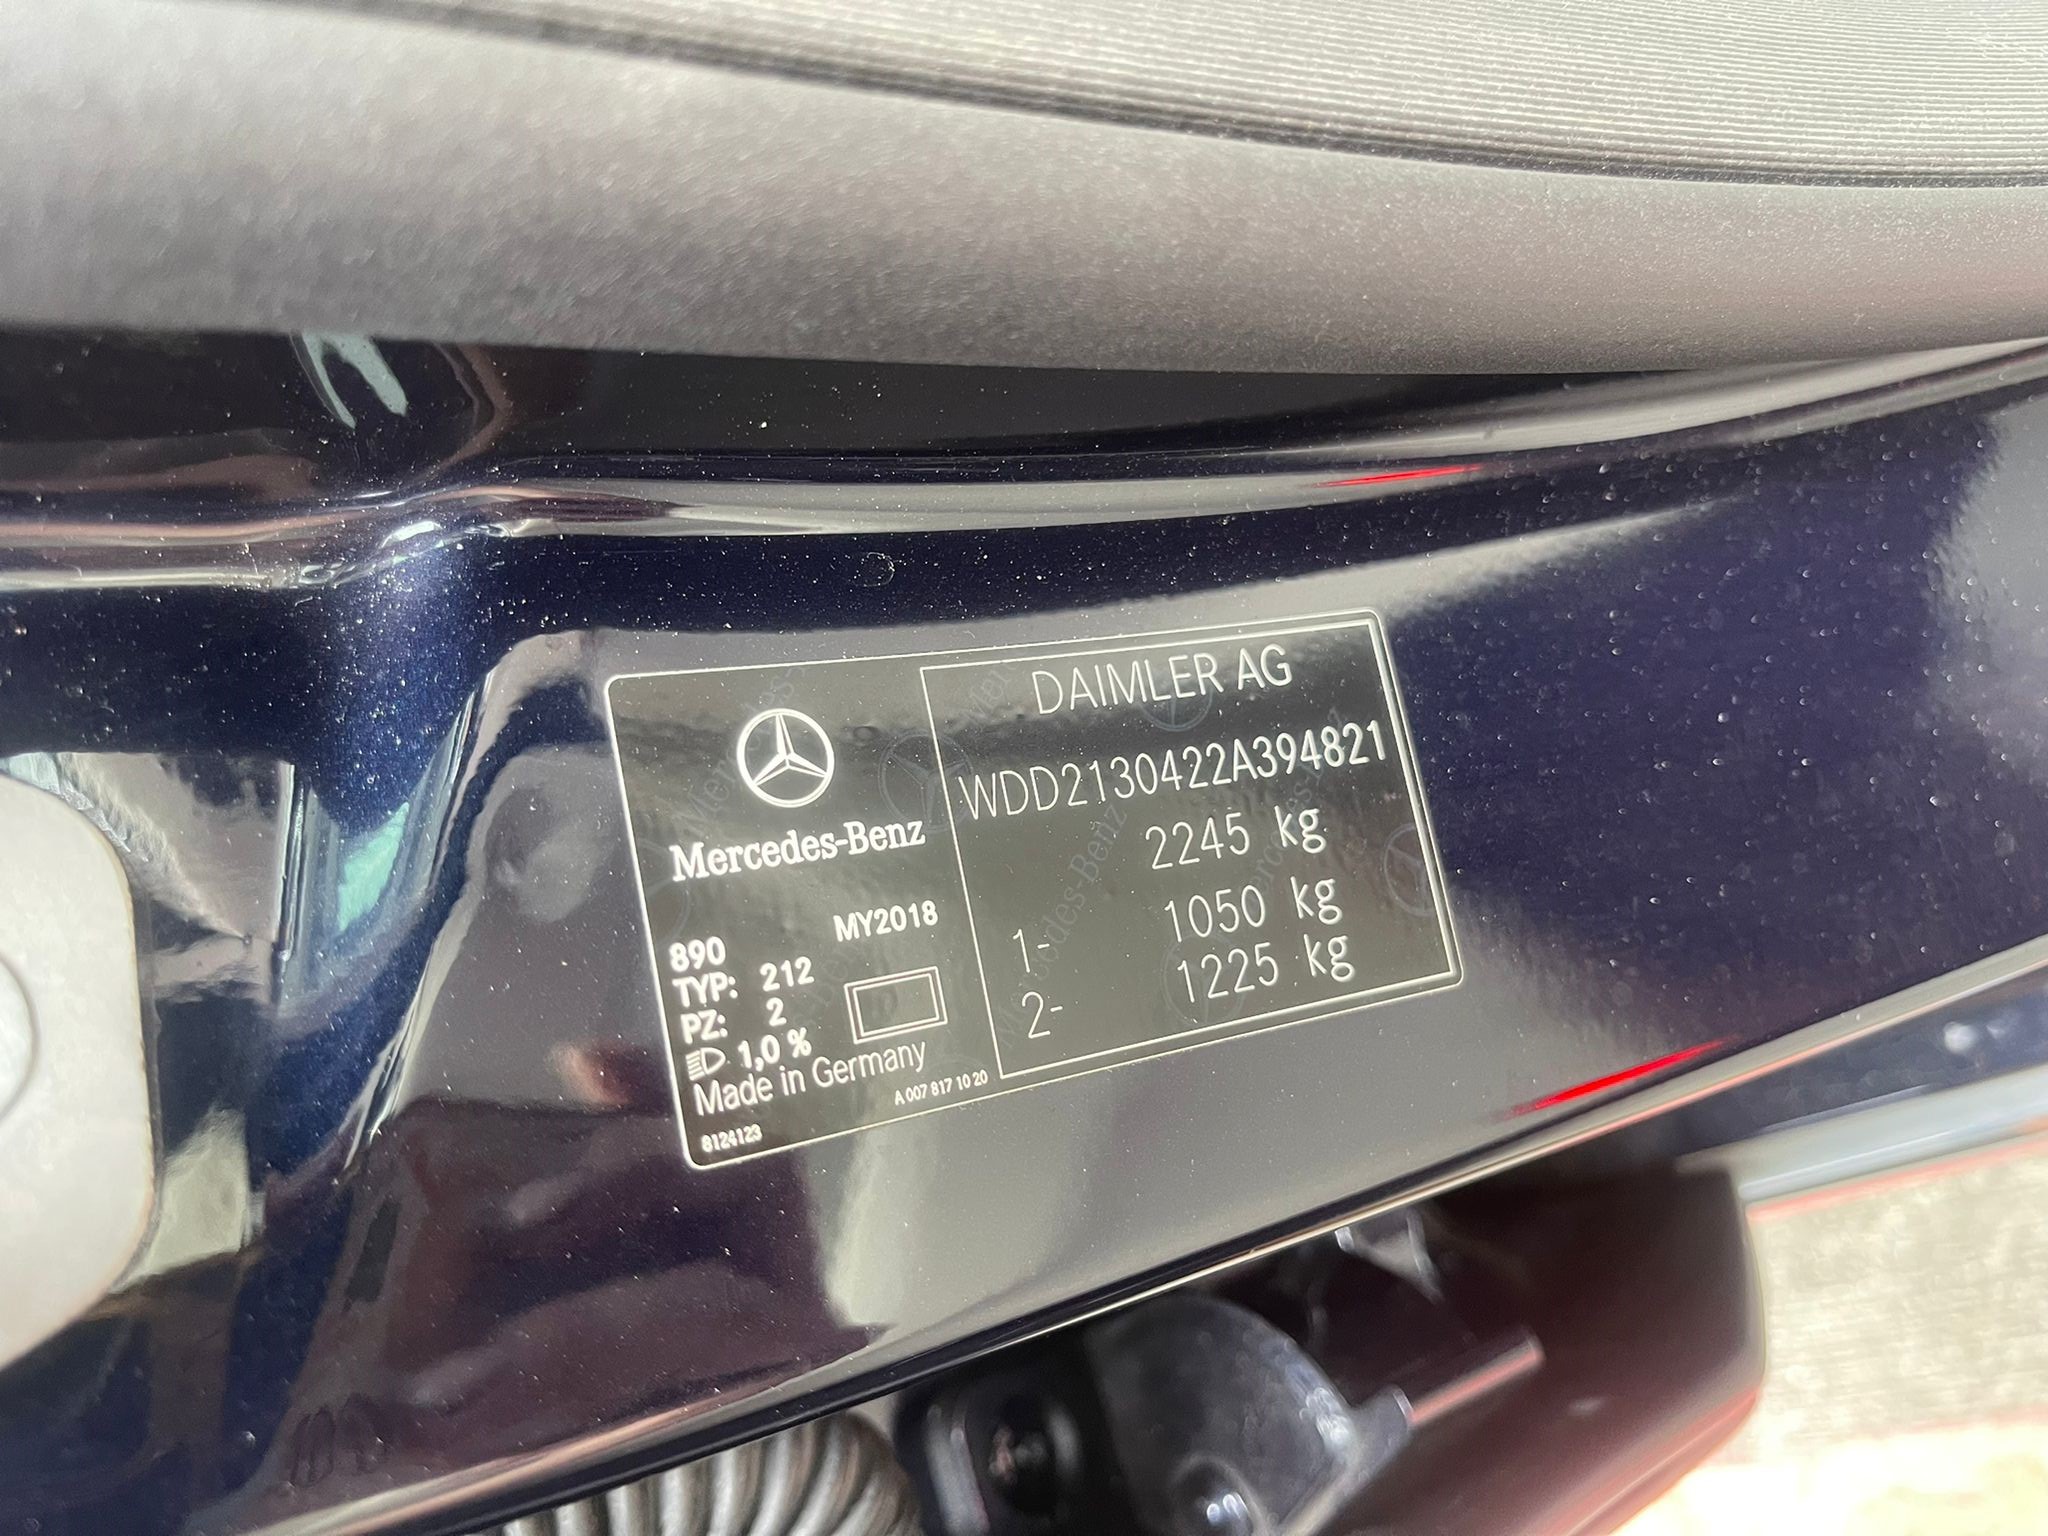 Mercedes-Benz
MY2018
890
TYP: 212
PZ: 2
1,0 %
Made in Germany
A 007 817 10 20
8124123
DAIMLER AG
WDD2130422A394821
2245 kg
1- 1050 kg
2- 1225 kg